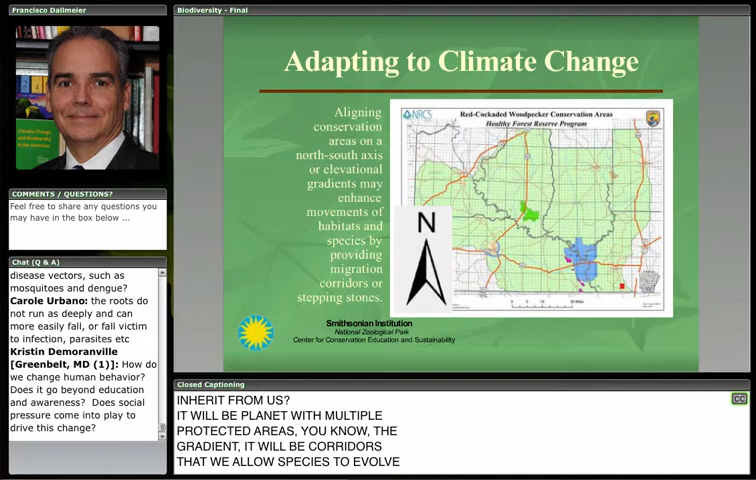 Francisco Dallmeier
Climate Change
and Biodiversity
in the Americas
COMMENTS / QUESTIONS?
Feel free to share any questions you
may have in the box below ...
Chat (Q & A)
disease vectors, such as
mosquitoes and dengue?
Carole Urbano: the roots do
not run as deeply and can
more easily fall, or fall victim
to infection, parasites etc
Kristin Demoranville
[Greenbelt, MD (1)]: How do
we change human behavior?
Does it go beyond education
and awareness?  Does social
pressure come into play to
drive this change?
Biodiversity - Final
Adapting to Climate Change
Aligning
conservation
areas on a
north-south axis
or elevational
gradients may
enhance
movements of
habitats and
species by
providing
migration
corridors or
stepping stones.
NRCS
Red-Cockaded Woodpecker Conservation Areas
Healthy Forest Reserve Program
N
Smithsonian Institution
National Zoological Park
Center for Conservation Education and Sustainability
Closed Captioning
CC
INHERIT FROM US?
IT WILL BE PLANET WITH MULTIPLE
PROTECTED AREAS, YOU KNOW, THE
GRADIENT, IT WILL BE CORRIDORS
THAT WE ALLOW SPECIES TO EVOLVE